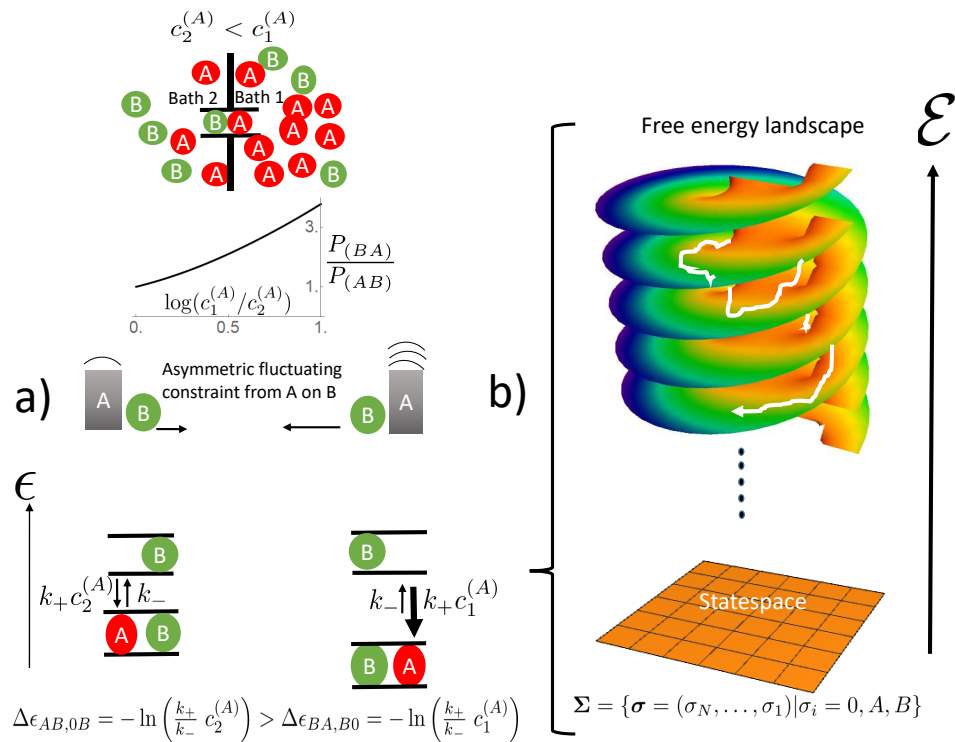 c_2^{(A)} < c_1^{(A)}
B
A
A
B
B
A
A
A
Bath 2
Bath 1
B
A
A
B
A
A
A
A
B
A
A
A
B
3.
P_{(BA)}
P_{(AB)}
1.
log(c_1^{(A)}/c_2^{(A)})
0.
0.5
1.
a)
A
B
Asymmetric fluctuating
constraint from A on B
B
A
ϵ
B
B
k_+c_2^{(A)}
k_-
k_-
k_+c_1^{(A)}
A
B
B
A
Δϵ_{AB,0B} = −ln(\frac{k_+}{k_-} c_2^{(A)}) > Δϵ_{BA,B0} = −ln(\frac{k_+}{k_-} c_1^{(A)})
b)
Free energy landscape
ℰ
Statespace
Σ = {σ = (σ_N, . . . , σ_1)|σ_i = 0, A, B}